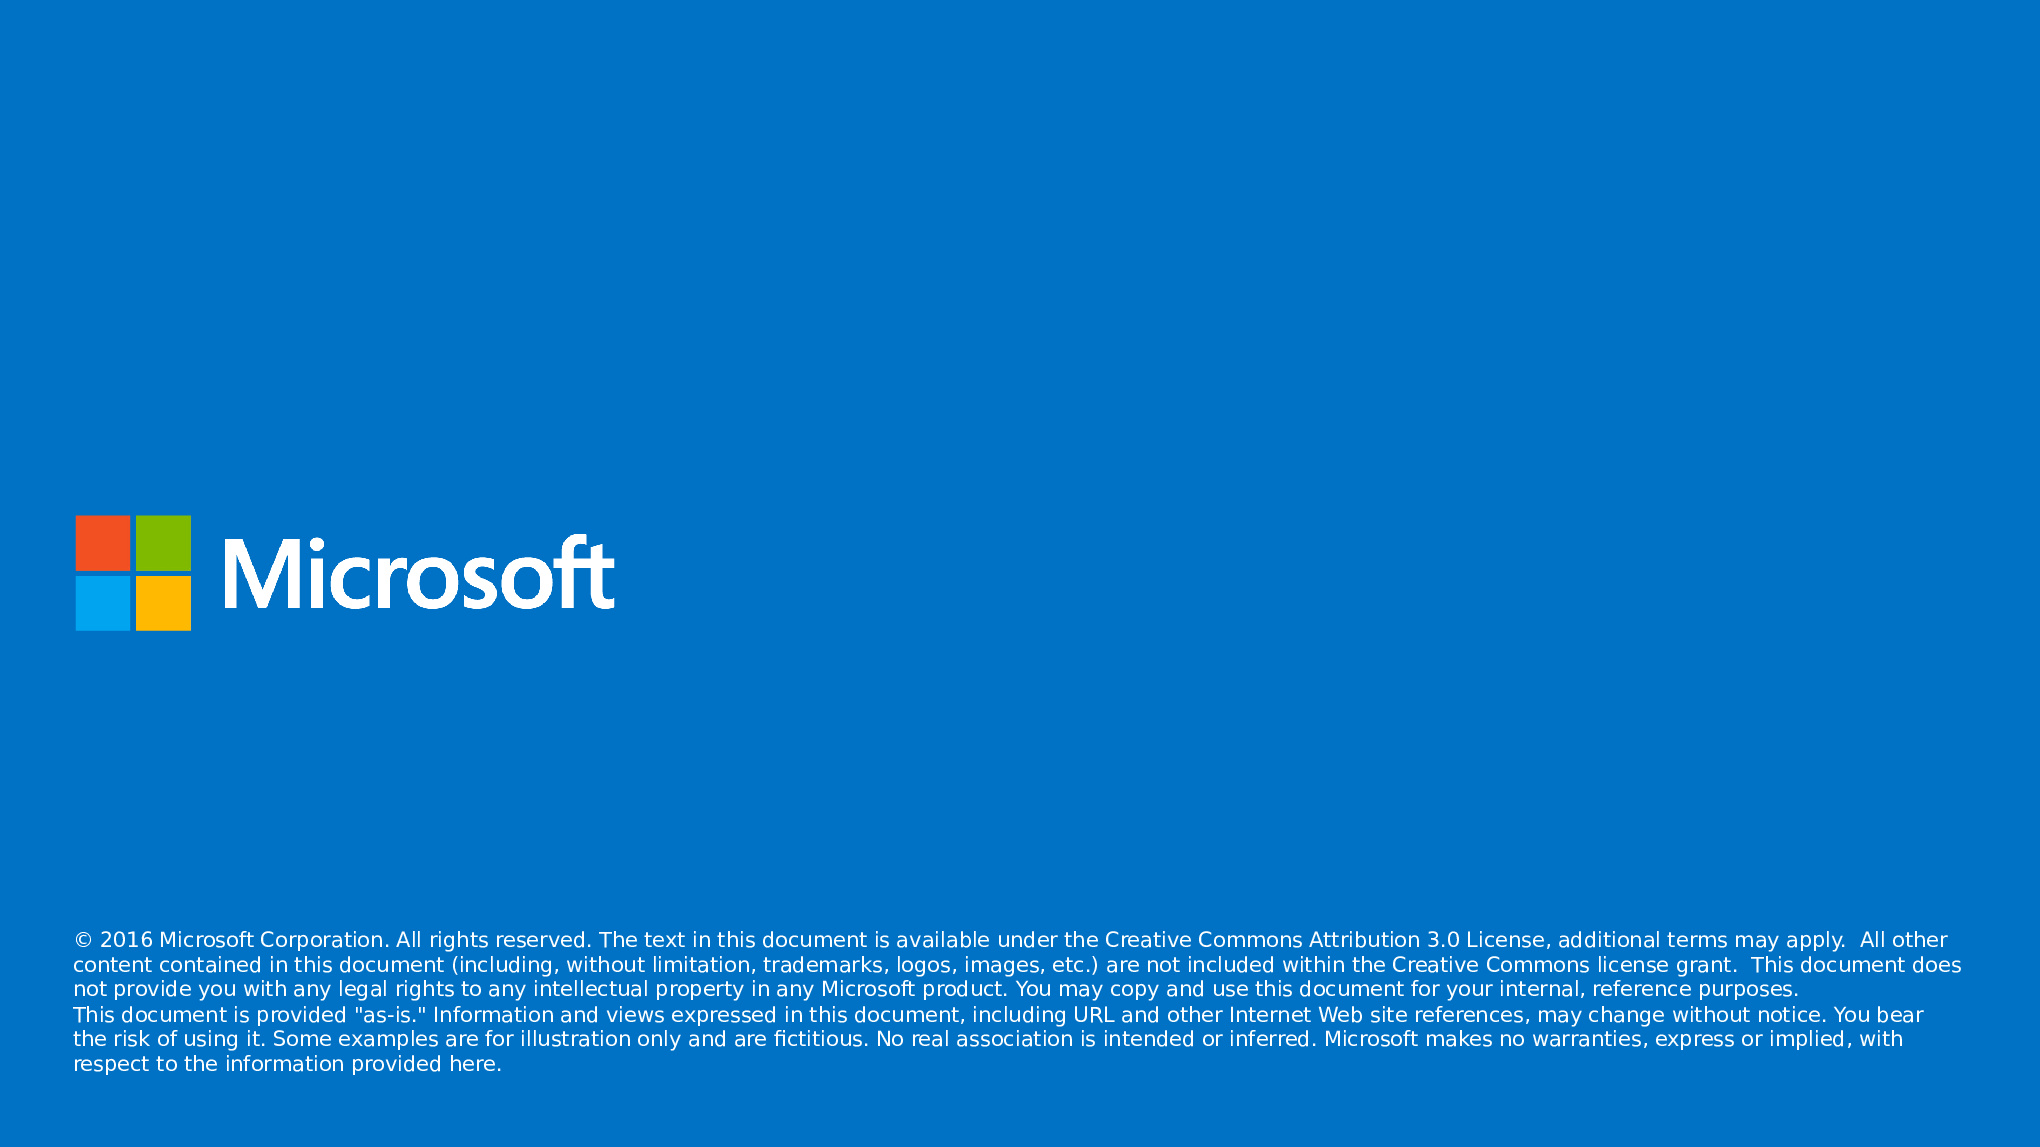 Microsoft
© 2016 Microsoft Corporation. All rights reserved. The text in this document is available under the Creative Commons Attribution 3.0 License, additional terms may apply.  All other
content contained in this document (including, without limitation, trademarks, logos, images, etc.) are not included within the Creative Commons license grant.  This document does
not provide you with any legal rights to any intellectual property in any Microsoft product. You may copy and use this document for your internal, reference purposes.
This document is provided "as-is." Information and views expressed in this document, including URL and other Internet Web site references, may change without notice. You bear
the risk of using it. Some examples are for illustration only and are fictitious. No real association is intended or inferred. Microsoft makes no warranties, express or implied, with
respect to the information provided here.